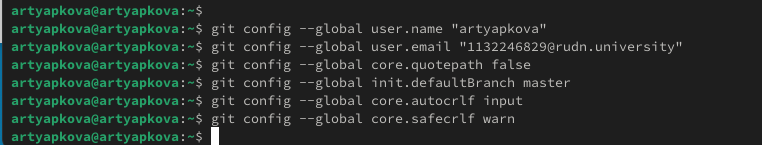 artyapkova@artyapkova:~$
artyapkova@artyapkova:~$ git config --global user.name "artyapkova"
artyapkova@artyapkova:~$ git config --global user.email "1132246829@rudn.university"
artyapkova@artyapkova:~$ git config --global core.quotepath false
artyapkova@artyapkova:~$ git config --global init.defaultBranch master
artyapkova@artyapkova:~$ git config --global core.autocrlf input
artyapkova@artyapkova:~$ git config --global core.safecrlf warn
artyapkova@artyapkova:~$